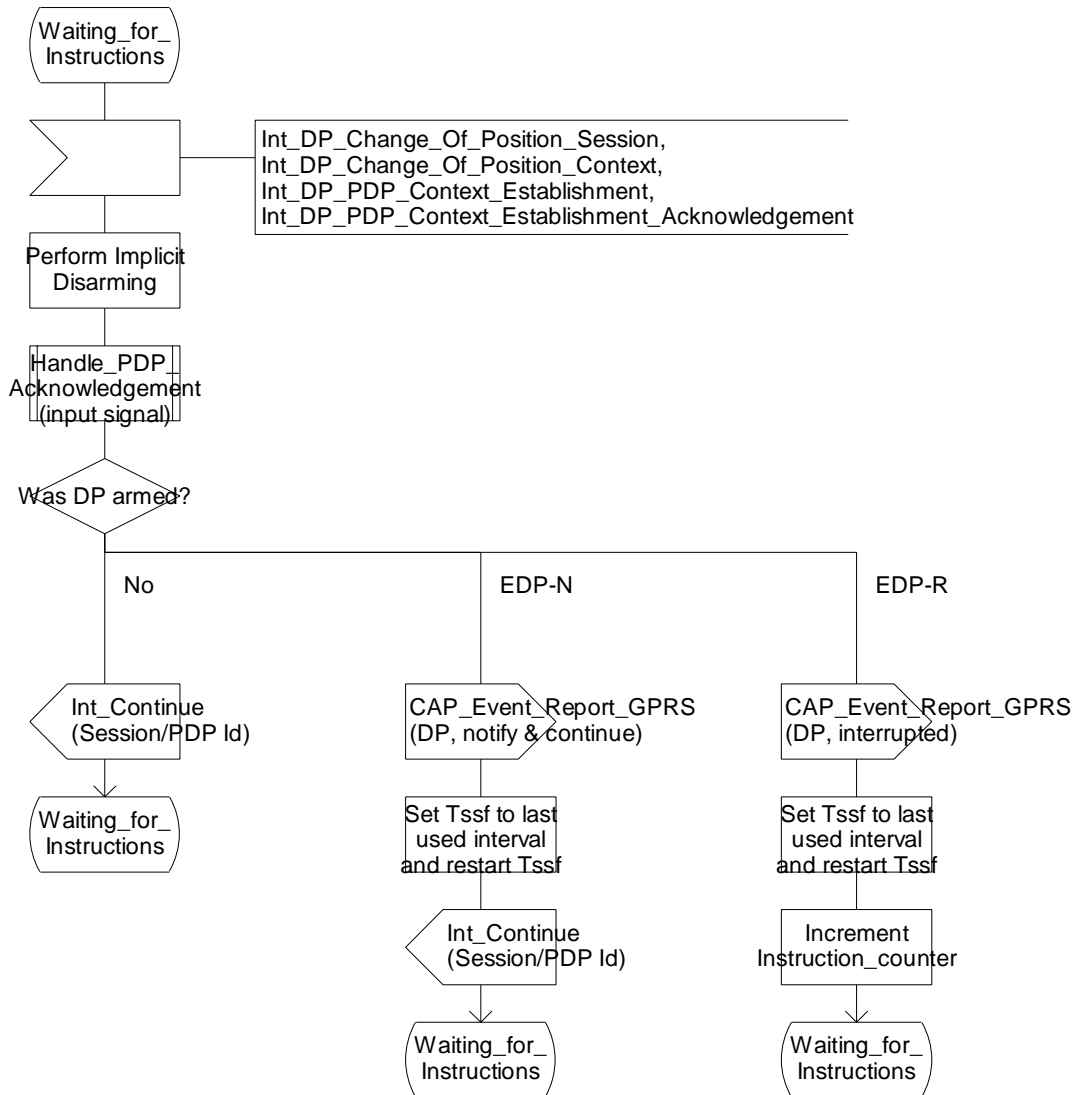 Waiting_for_
Instructions
Int_DP_Change_Of_Position_Session,
Int_DP_Change_Of_Position_Context,
Int_DP_PDP_Context_Establishment,
Int_DP_PDP_Context_Establishment_Acknowledgement
Perform Implicit
Disarming
Handle_PDP_
Acknowledgement
(input signal)
Was DP armed?
No
EDP-N
EDP-R
Int_Continue
(Session/PDP Id)
CAP_Event_Report_GPRS
(DP, notify & continue)
CAP_Event_Report_GPRS
(DP, interrupted)
Waiting_for_
Instructions
Set Tssf to last
used interval
and restart Tssf
Set Tssf to last
used interval
and restart Tssf
Int_Continue
(Session/PDP Id)
Increment
Instruction_counter
Waiting_for_
Instructions
Waiting_for_
Instructions